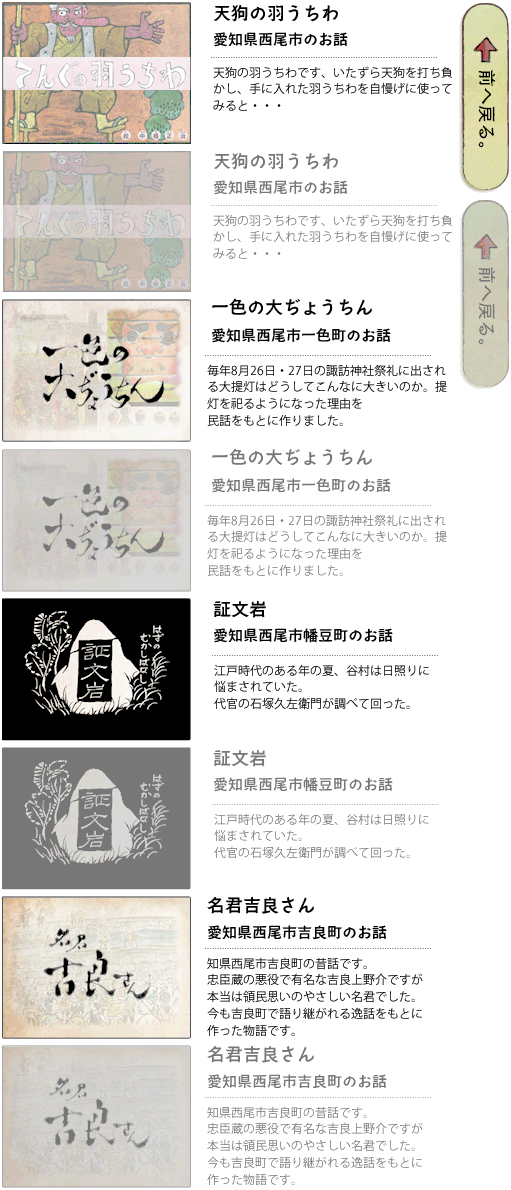 天狗の羽うちわ
愛知県西尾市のお話
てんぐの羽うちわ
天狗の羽うちわです、いたずら天狗を打ち負
かし、手に入れた羽うちわを自慢げに使って
みると・・・
前へ戻る。
天狗の羽うちわ
愛知県西尾市のお話
てんぐの羽うちわ
天狗の羽うちわです、いたずら天狗を打ち負
かし、手に入れた羽うちわを自慢げに使って
みると・・・
前へ戻る。
一色の大ぢょうちん
愛知県西尾市一色町のお話
一色の
大ぢょうちん
毎年8月26日・27日の諏訪神社祭礼に出され
る大提灯はどうしてこんなに大きいのか。提
灯を祀るようになった理由を
民話をもとに作りました。
一色の大ぢょうちん
愛知県西尾市一色町のお話
一色の
大ぢょうちん
毎年8月26日・27日の諏訪神社祭礼に出され
る大提灯はどうしてこんなに大きいのか。提
灯を祀るようになった理由を
民話をもとに作りました。
証文岩
愛知県西尾市幡豆町のお話
はずの
むかしばなし
証文岩
江戸時代のある年の夏、谷村は日照りに
悩まされていた。
代官の石塚久左衛門が調べて回った。
証文岩
愛知県西尾市幡豆町のお話
はずの
むかしばなし
証文岩
江戸時代のある年の夏、谷村は日照りに
悩まされていた。
代官の石塚久左衛門が調べて回った。
名君吉良さん
愛知県西尾市吉良町のお話
名君
吉良さん
知県西尾市吉良町の昔話です。
忠臣蔵の悪役で有名な吉良上野介ですが
本当は領民思いのやさしい名君でした。
今も吉良町で語り継がれる逸話をもとに
作った物語です。
名君吉良さん
愛知県西尾市吉良町のお話
名君
吉良さん
知県西尾市吉良町の昔話です。
忠臣蔵の悪役で有名な吉良上野介ですが
本当は領民思いのやさしい名君でした。
今も吉良町で語り継がれる逸話をもとに
作った物語です。